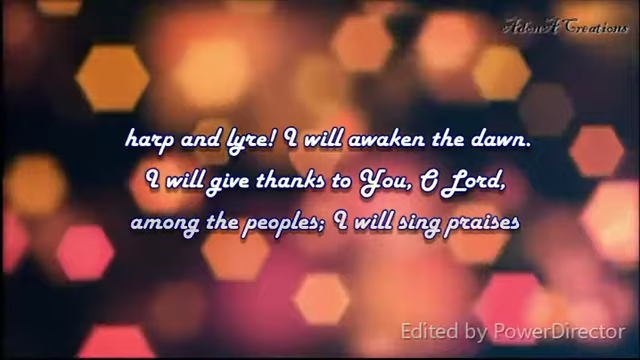 AdonA Creations
harp and lyre! I will awaken the dawn.
I will give thanks to You, O Lord,
among the peoples; I will sing praises
Edited by PowerDirector